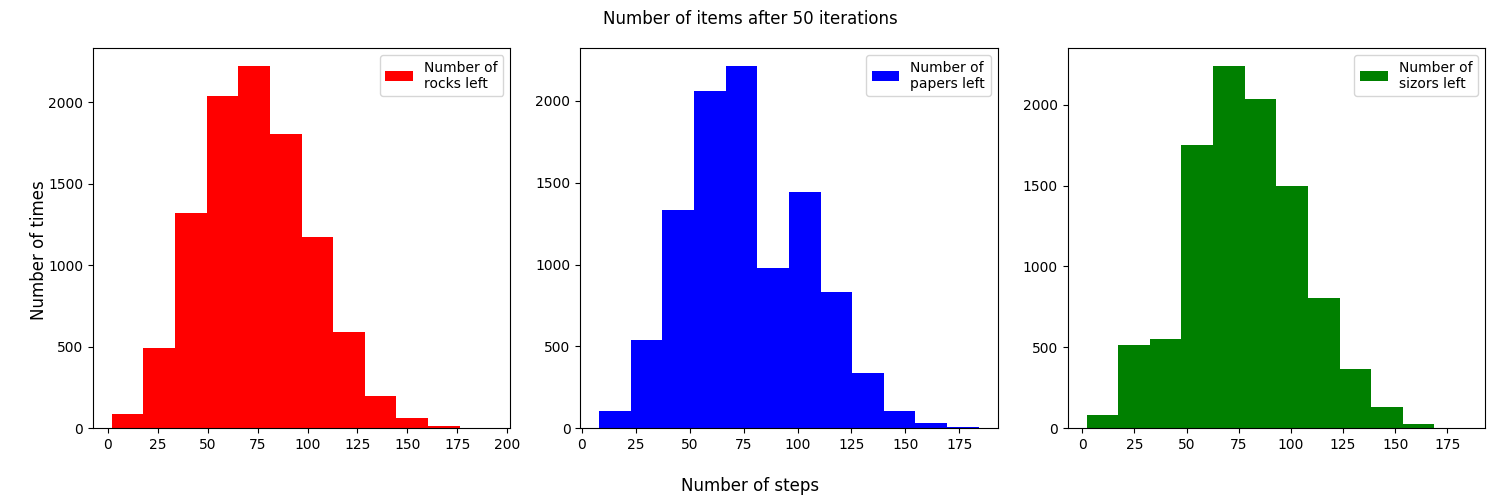 Number of items after 50 iterations
Number of times
2000
1500
1000
500
0
Number of
rocks left
0 25 50 75 100 125 150 175 200
2000
1500
1000
500
0
Number of
papers left
0 25 50 75 100 125 150 175
2000
1500
1000
500
0
Number of
sizors left
0 25 50 75 100 125 150 175
Number of steps